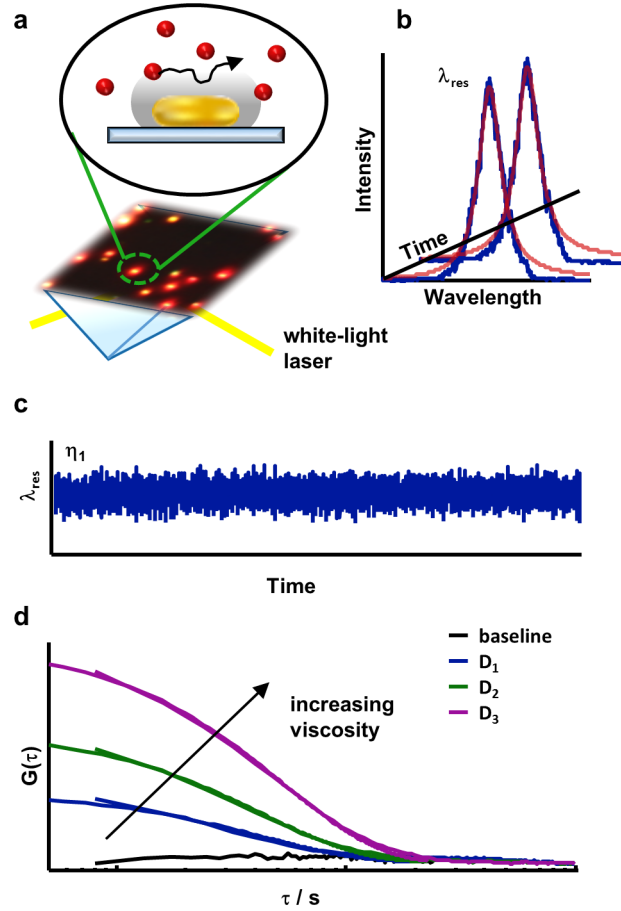 a
white-light
laser
b
λres
Intensity
Time
Wavelength
c
η1
λres
Time
d
baseline
D1
D2
D3
increasing
viscosity
G(τ)
τ / s